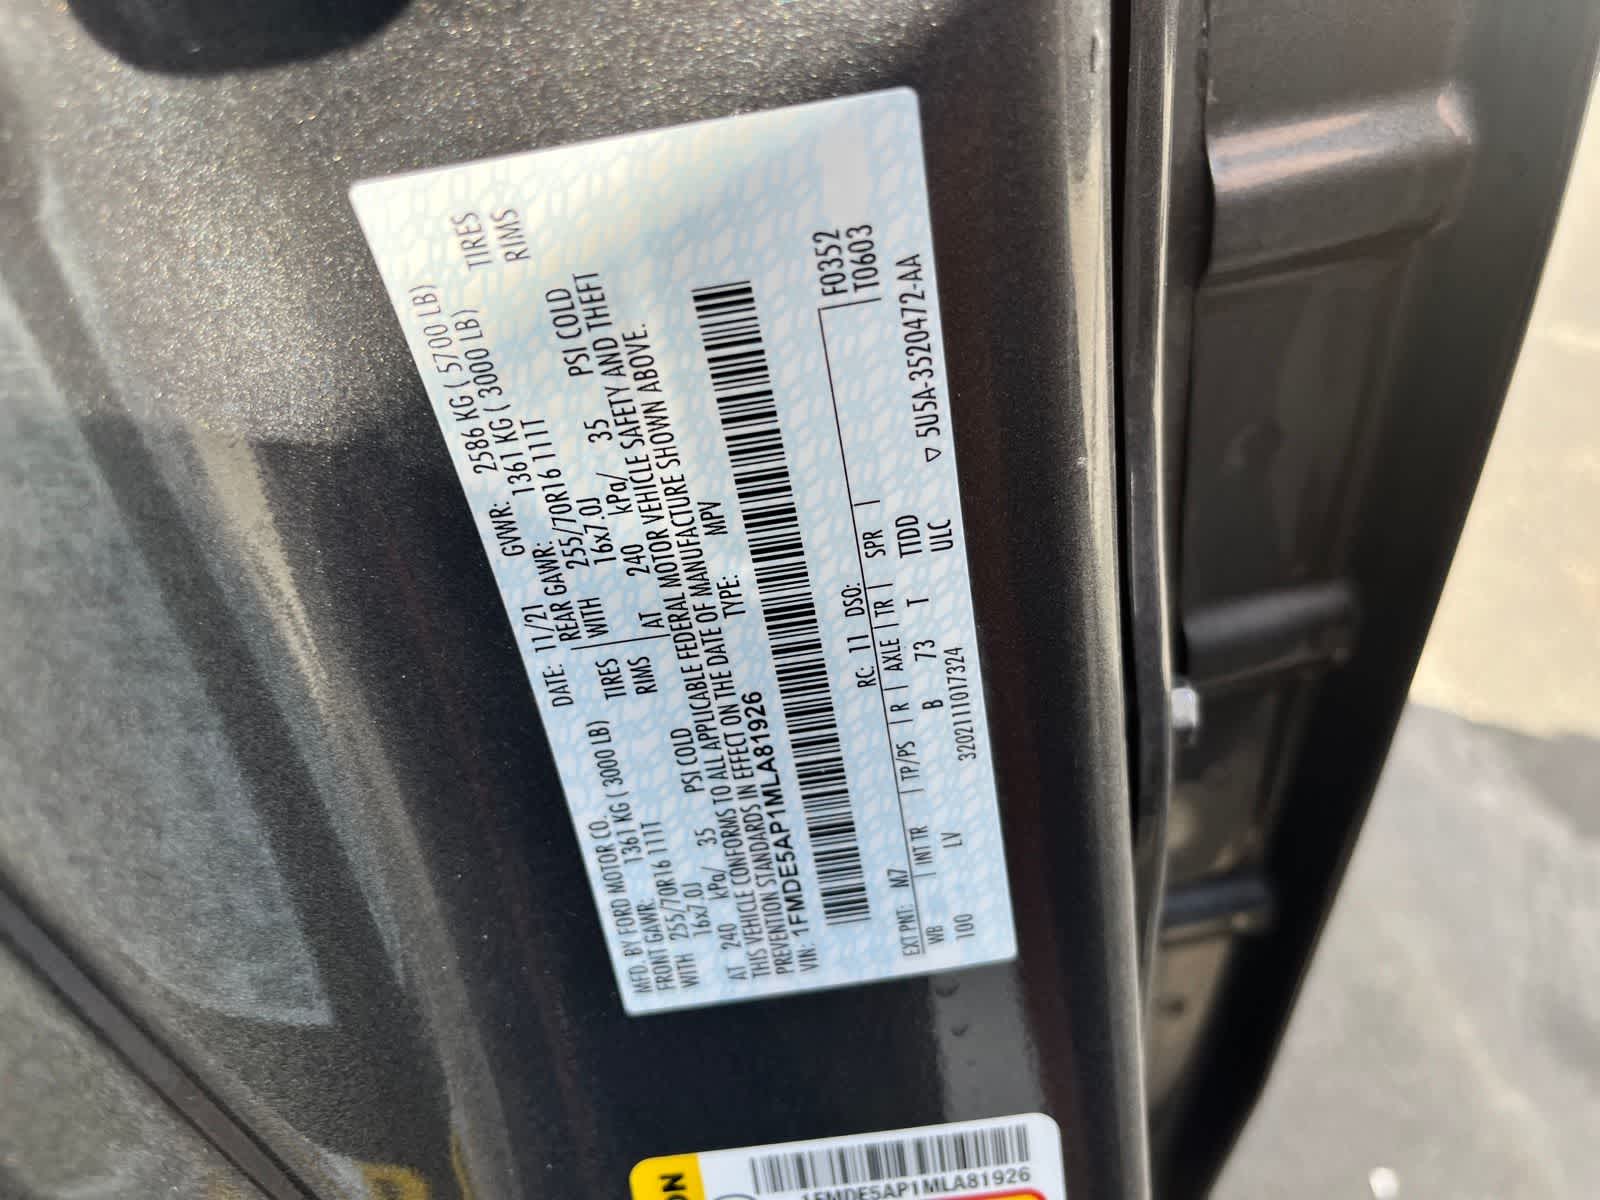 MFD. BY FORD MOTOR CO. DATE: 11/21 GVWR: 2586 KG ( 5700 LB)
FRONT GAWR: 1361 KG ( 3000 LB) REAR GAWR: 1361 KG ( 3000 LB)
WITH 255/70R16 111T TIRES WITH 255/70R16 111T TIRES
16x7.0J RIMS 16x7.0J RIMS
AT 240 kPa/ 35 PSI COLD AT 240 kPa/ 35 PSI COLD
THIS VEHICLE CONFORMS TO ALL APPLICABLE FEDERAL MOTOR VEHICLE SAFETY AND THEFT
PREVENTION STANDARDS IN EFFECT ON THE DATE OF MANUFACTURE SHOWN ABOVE.
VIN: 1FMDE5AP1MLA81926 TYPE: MPV
F0352
EXT PNT: M7 RC: 11 DSO: T0603
WB | INT TR | TP/PS | R | AXLE | TR | SPR |
100 LV B 73 T TIDD ▽ 5U5A-3520472-AA
3202111017324 ULC
ON
1FMDE5AP1MLA81926